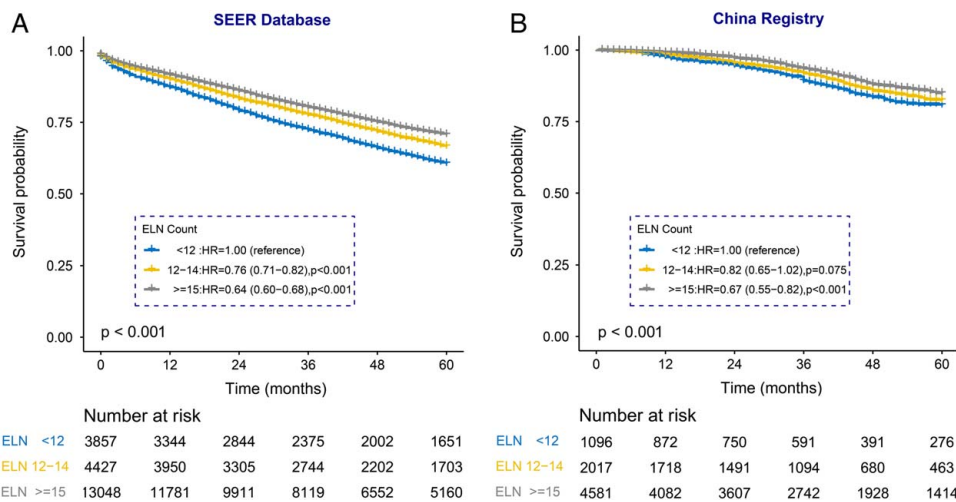 A
SEER Database
1.00
0.75
0.50
0.25
0.00
Survival probability
ELN Count
<12 :HR=1.00 (reference)
12−14:HR=0.76 (0.71−0.82),p<0.001
>=15:HR=0.64 (0.60−0.68),p<0.001
p < 0.001
0 12 24 36 48 60
Time (months)
Number at risk
ELN <12 3857 3344 2844 2375 2002 1651
ELN 12−14 4427 3950 3305 2744 2202 1703
ELN >=15 13048 11781 9911 8119 6552 5160
B
China Registry
1.00
0.75
0.50
0.25
0.00
Survival probability
ELN Count
<12 :HR=1.00 (reference)
12−14:HR=0.82 (0.65−1.02),p=0.075
>=15:HR=0.67 (0.55−0.82),p<0.001
p < 0.001
0 12 24 36 48 60
Time (months)
Number at risk
ELN <12 1096 872 750 591 391 276
ELN 12−14 2017 1718 1491 1094 680 463
ELN >=15 4581 4082 3607 2742 1928 1414